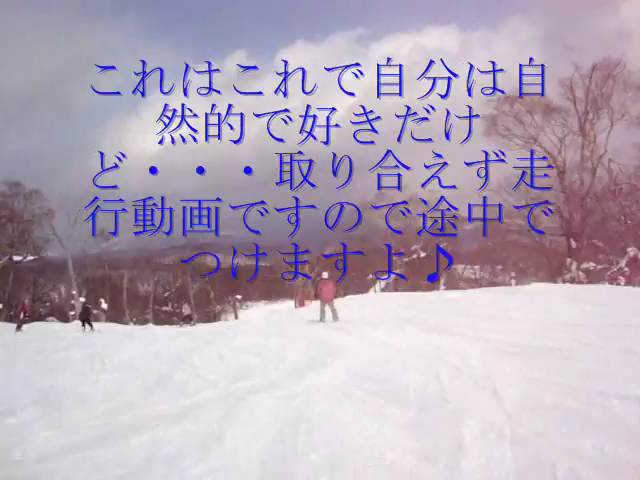 これはこれで自分は自
然的で好きだけ
ど・・・取り合えず走
行動画ですので途中で
つけますよ♪